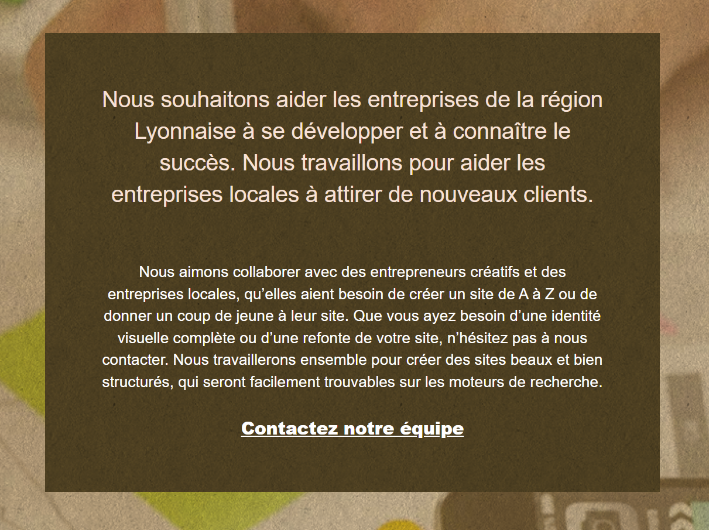 Nous souhaitons aider les entreprises de la région
Lyonnaise à se développer et à connaître le
succès. Nous travaillons pour aider les
entreprises locales à attirer de nouveaux clients.
Nous aimons collaborer avec des entrepreneurs créatifs et des
entreprises locales, qu’elles aient besoin de créer un site de A à Z ou de
donner un coup de jeune à leur site. Que vous ayez besoin d’une identité
visuelle complète ou d’une refonte de votre site, n’hésitez pas à nous
contacter. Nous travaillerons ensemble pour créer des sites beaux et bien
structurés, qui seront facilement trouvables sur les moteurs de recherche.
Contactez notre équipe